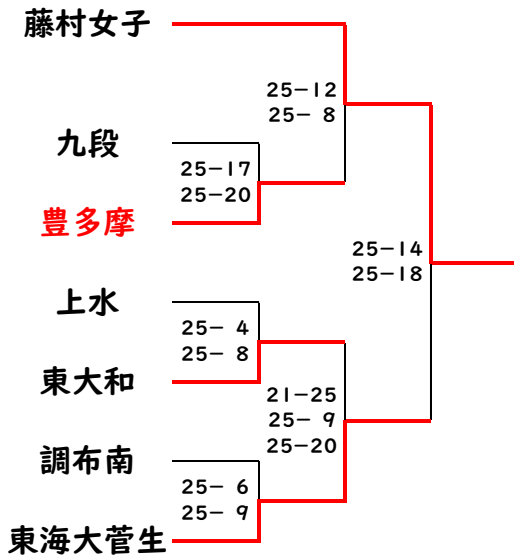 藤村女子
25-12
25- 8
九段
25-17
25-20
豊多摩
25-14
25-18
上水
25- 4
25- 8
東大和
21-25
25- 9
25-20
調布南
25- 6
25- 9
東海大菅生